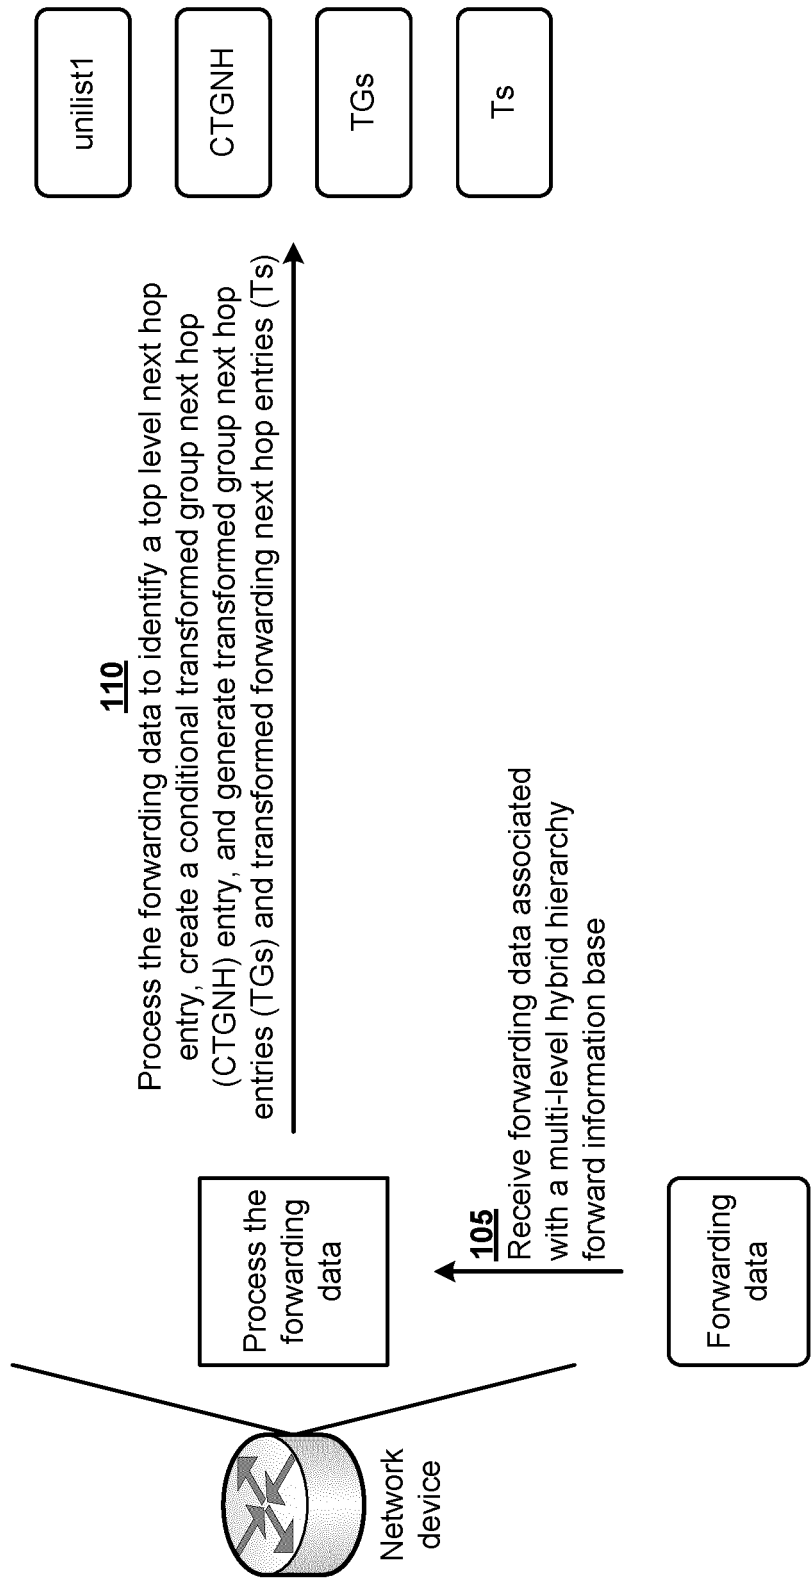 Network
device
Process the
forwarding
data
110
Process the forwarding data to identify a top level next hop
entry, create a conditional transformed group next hop
(CTGNH) entry, and generate transformed group next hop
entries (TGs) and transformed forwarding next hop entries (Ts)
unilist1
CTGNH
TGs
Ts
105
Receive forwarding data associated
with a multi-level hybrid hierarchy
forward information base
Forwarding
data